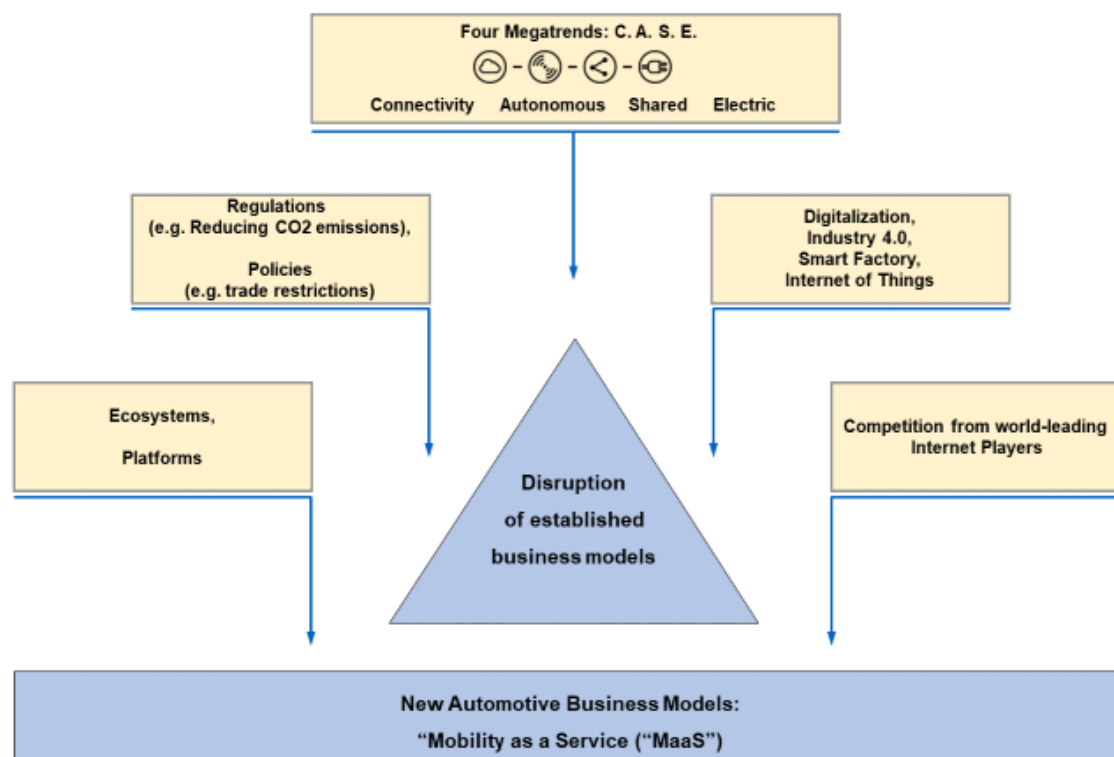 Four Megatrends: C. A. S. E.
Connectivity Autonomous Shared Electric
Regulations
(e.g. Reducing CO2 emissions),
Policies
(e.g. trade restrictions)
Digitalization,
Industry 4.0,
Smart Factory,
Internet of Things
Ecosystems,
Platforms
Competition from world-leading
Internet Players
Disruption
of established
business models
New Automotive Business Models:
“Mobility as a Service (“MaaS”)